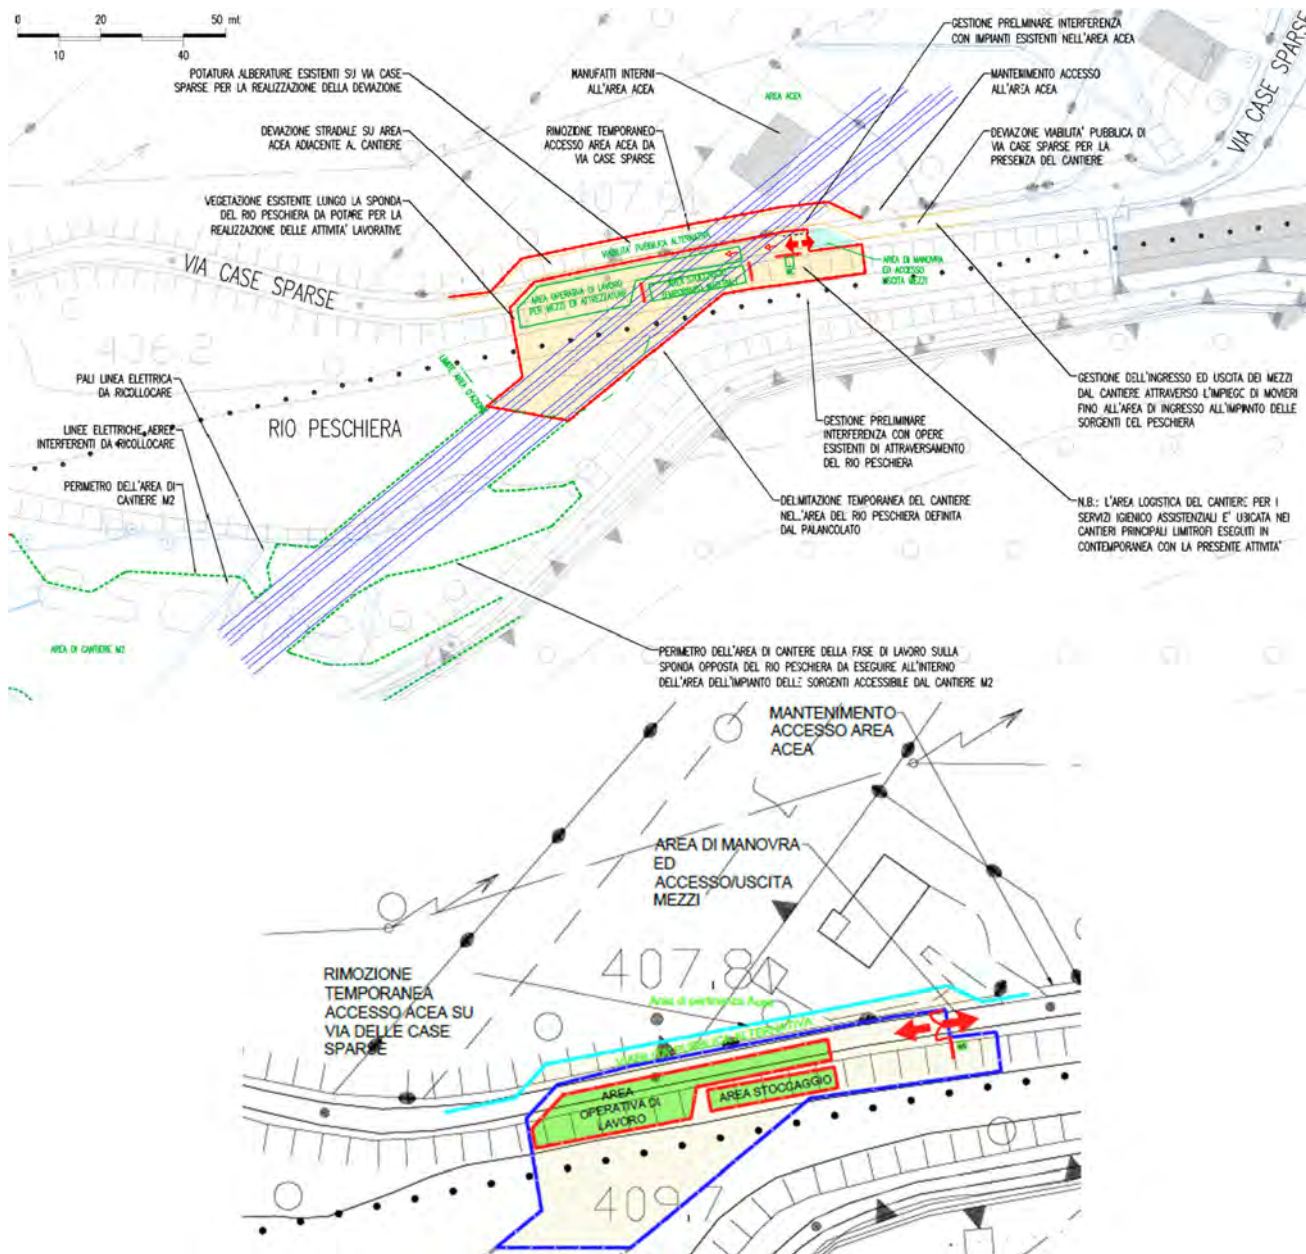 0 20 50 mt
10 40
POTATURA ALBERATURE ESISTENTI SU VIA CASE
SPARSE PER LA REALIZZAZIONE DELLA DEVIAZIONE
MANUFATTI INTERNI
ALL'AREA ACEA
AREA ACEA
GESTIONE PRELIMINARE INTERFERENZA
CON IMPIANTI ESISTENTI NELL'AREA ACEA
MANTENIMENTO ACCESSO
ALL'AREA ACEA
VIA CASE SPARSE
DEVIAZIONE STRADALE SU AREA
ACEA ADIACENTE AL CANTIERE
RIMOZIONE TEMPORANEO
ACCESSO AREA ACEA DA
VIA CASE SPARSE
DEVIAZONE VIABILITA' PUBBLICA DI
VIA CASE SPARSE PER LA
PRESENZA DEL CANTIERE
VEGETAZIONE ESISTENTE LUNGO LA SPONDA
DEL RIO PESCHIERA DA POTARE PER LA
REALIZZAZIONE DELLE ATTIVITA' LAVORATIVE
VIABILITA' PUBBLICA ALTERNATIVA
VIA CASE SPARSE
AREA OPERATIVA DI LAVORO
PER MEZZI ED ATTREZZATURE
AREA STOCCAGGIO
AREA DI MANOVRA
ED ACCESSO
USCITA MEZZI
436.2
LIMITE AREA D'AZIONE
PALI LINEA ELETTRICA
DA RICOLLOCARE
RIO PESCHIERA
LINEE ELETTRICHE AEREE
INTERFERENTI DA RICOLLOCARE
PERIMETRO DELL'AREA DI
CANTIERE M2
GESTIONE PRELIMINARE
INTERFERENZA CON OPERE
ESISTENTI DI ATTRAVERSAMENTO
DEL RIO PESCHIERA
GESTIONE DELL'INGRESSO ED USCITA DEI MEZZI
DAL CANTIERE ATTRAVERSO L'IMPIEGC DI MOVIERI
FINO ALL'AREA DI INGRESSO ALL'IMPIANTO DELLE
SORGENTI DEL PESCHIERA
DELIMITAZIONE TEMPORANEA DEL CANTIERE
NELL'AREA DEL RIO PESCHIERA DEFINITA
DAL PALANCOLATO
N.B.: L'AREA LOGISTICA DEL CANTIERE PER I
SERVIZI IGIENICO ASSISTENZIALI E' UBICATA NEI
CANTIERI PRINCIPALI LIMITROFI ESEGUITI IN
CONTEMPORANEA CON LA PRESENTE ATTIVITA'
AREA DI CANTIERE M2
PERIMETRO DELL'AREA DI CANTERE DELLA FASE DI LAVORO SULLA
SPONDA OPPOSTA DEL RIO PESCHIERA DA ESEGUIRE ALL'INTERNO
DELL'AREA DELL'IMPIANTO DELLE SORGENTI ACCESSIBILE DAL CANTIERE M2
MANTENIMENTO
ACCESSO AREA
ACEA
AREA DI MANOVRA
ED
ACCESSO/USCITA
MEZZI
407,8
RIMOZIONE
TEMPORANEA
ACCESSO ACEA SU
VIA DELLE CASE
SPARSE
Area di pertinenza Acea
AREA
OPERATIVA DI
LAVORO
AREA STOCCAGGIO
409,7